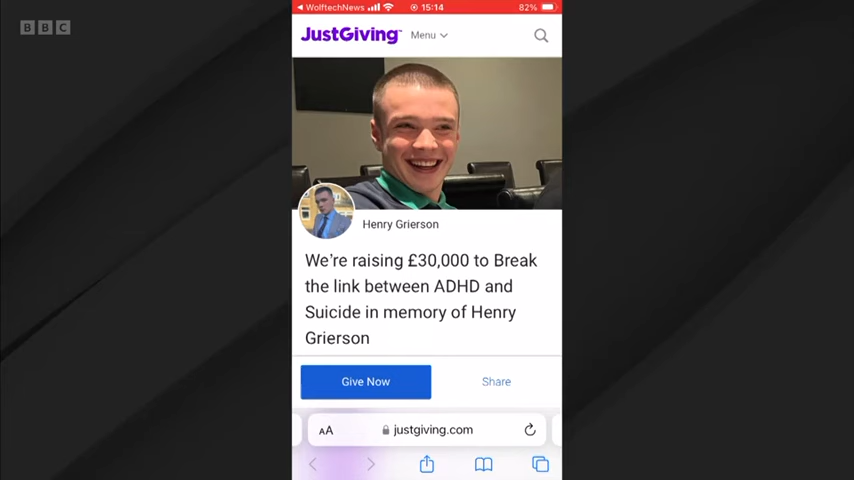 BBC
WolftechNews 15:14 82%
JustGiving™ Menu
Henry Grierson
We're raising £30,000 to Break
the link between ADHD and
Suicide in memory of Henry
Grierson
Give Now Share
AA justgiving.com